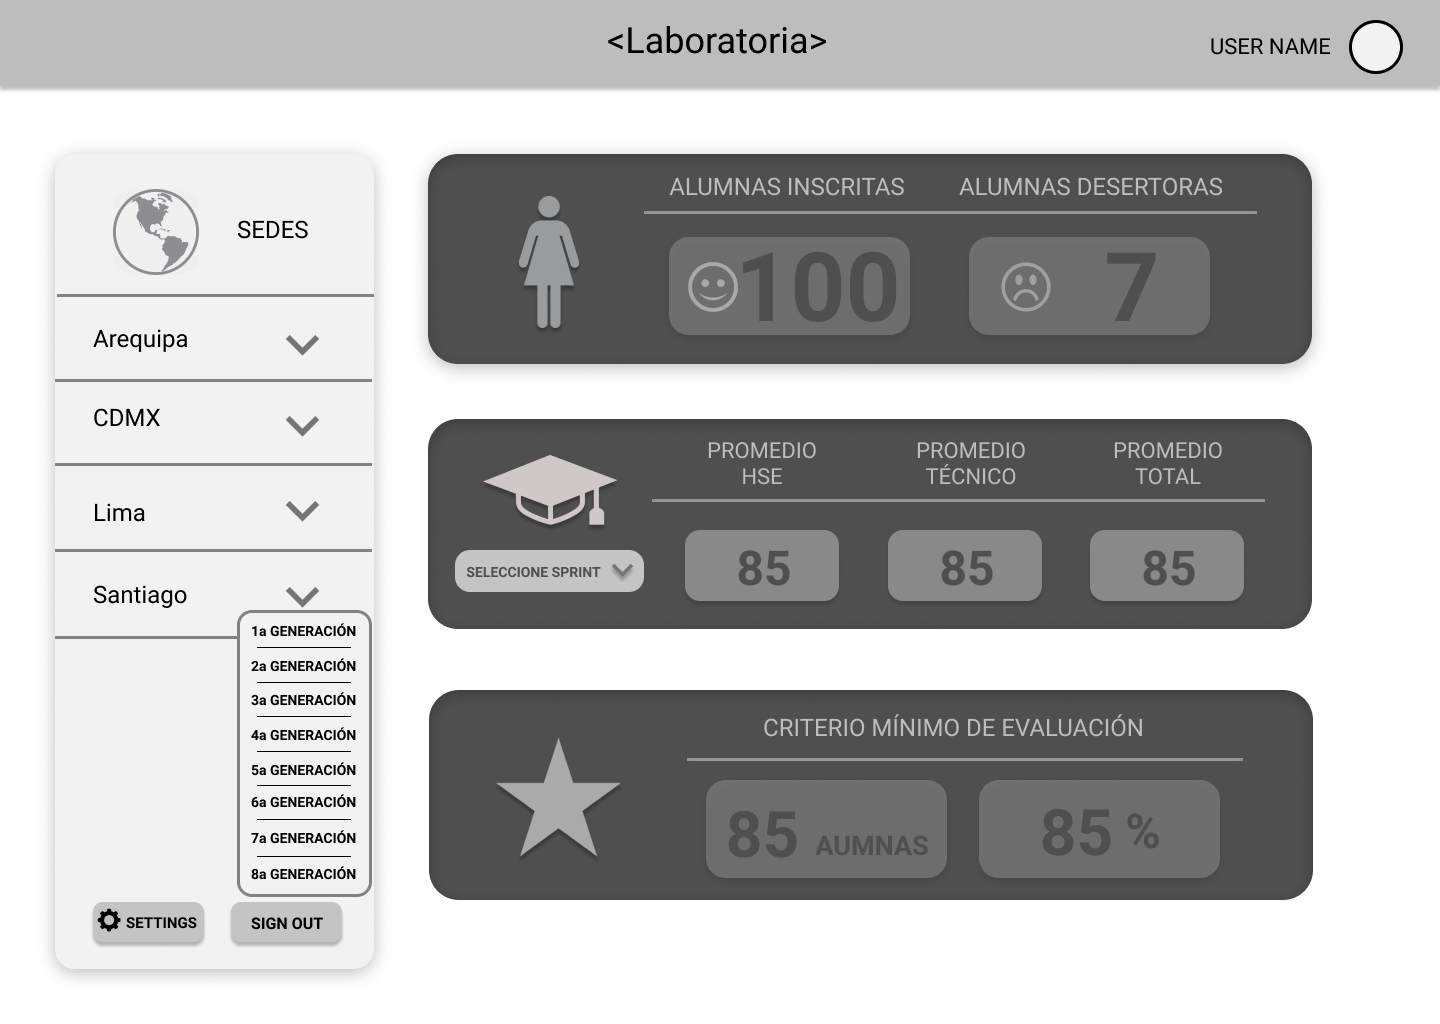 <Laboratoria>
USER NAME
SEDES
Arequipa
CDMX
Lima
Santiago
1a GENERACIÓN
2a GENERACIÓN
3a GENERACIÓN
4a GENERACIÓN
5a GENERACIÓN
6a GENERACIÓN
7a GENERACIÓN
8a GENERACIÓN
SETTINGS
SIGN OUT
ALUMNAS INSCRITAS
ALUMNAS DESERTORAS
100
7
PROMEDIO
HSE
PROMEDIO
TÉCNICO
PROMEDIO
TOTAL
SELECCIONE SPRINT
85
85
85
CRITERIO MÍNIMO DE EVALUACIÓN
85 AUMNAS
85 %